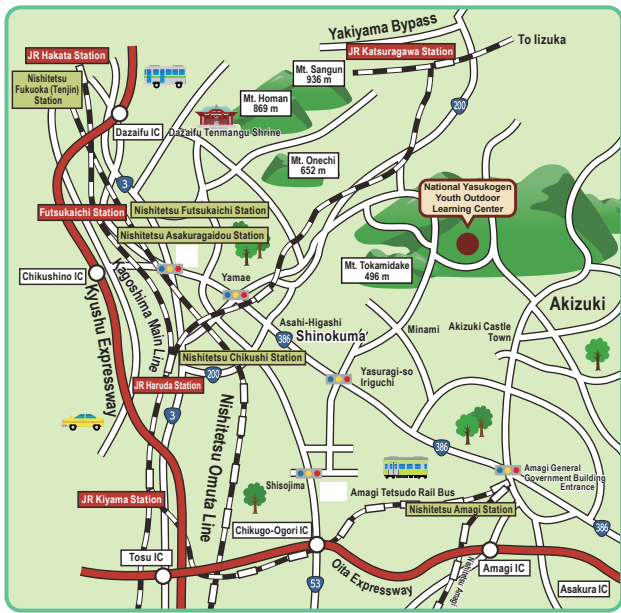 Yakiyama Bypass
To Iizuka
JR Hakata Station
JR Katsuragawa Station
Mt. Sangun
936 m
Nishitetsu
Fukuoka (Tenjin)
Station
Mt. Homan
869 m
200
Dazaifu IC
Dazaifu Tenmangu Shrine
Mt. Onechi
652 m
3
National Yasukogen
Youth Outdoor
Learning Center
Futsukaichi Station
Nishitetsu Futsukaichi Station
Nishitetsu Asakuragaidou Station
Chikushino IC
Yamae
Mt. Tokamidake
496 m
Kagoshima Main Line
Kyushu Expressway
Akizuki
Asahi-Higashi
386
Shinokuma
Minami
Akizuki Castle
Town
Nishitetsu Chikushi Station
200
Yasuragi-so
Iriguchi
JR Haruda Station
3
Nishitetsu Omuta Line
386
JR Kiyama Station
Shisojima
Amagi Tetsudo Rail Bus
Amagi General
Government Building
Entrance
Nishitetsu Amagi Station
386
Chikugo-Ogori IC
Tosu IC
Oita Expressway
53
Nishitetsu Amagi
Amagi IC
Asakura IC